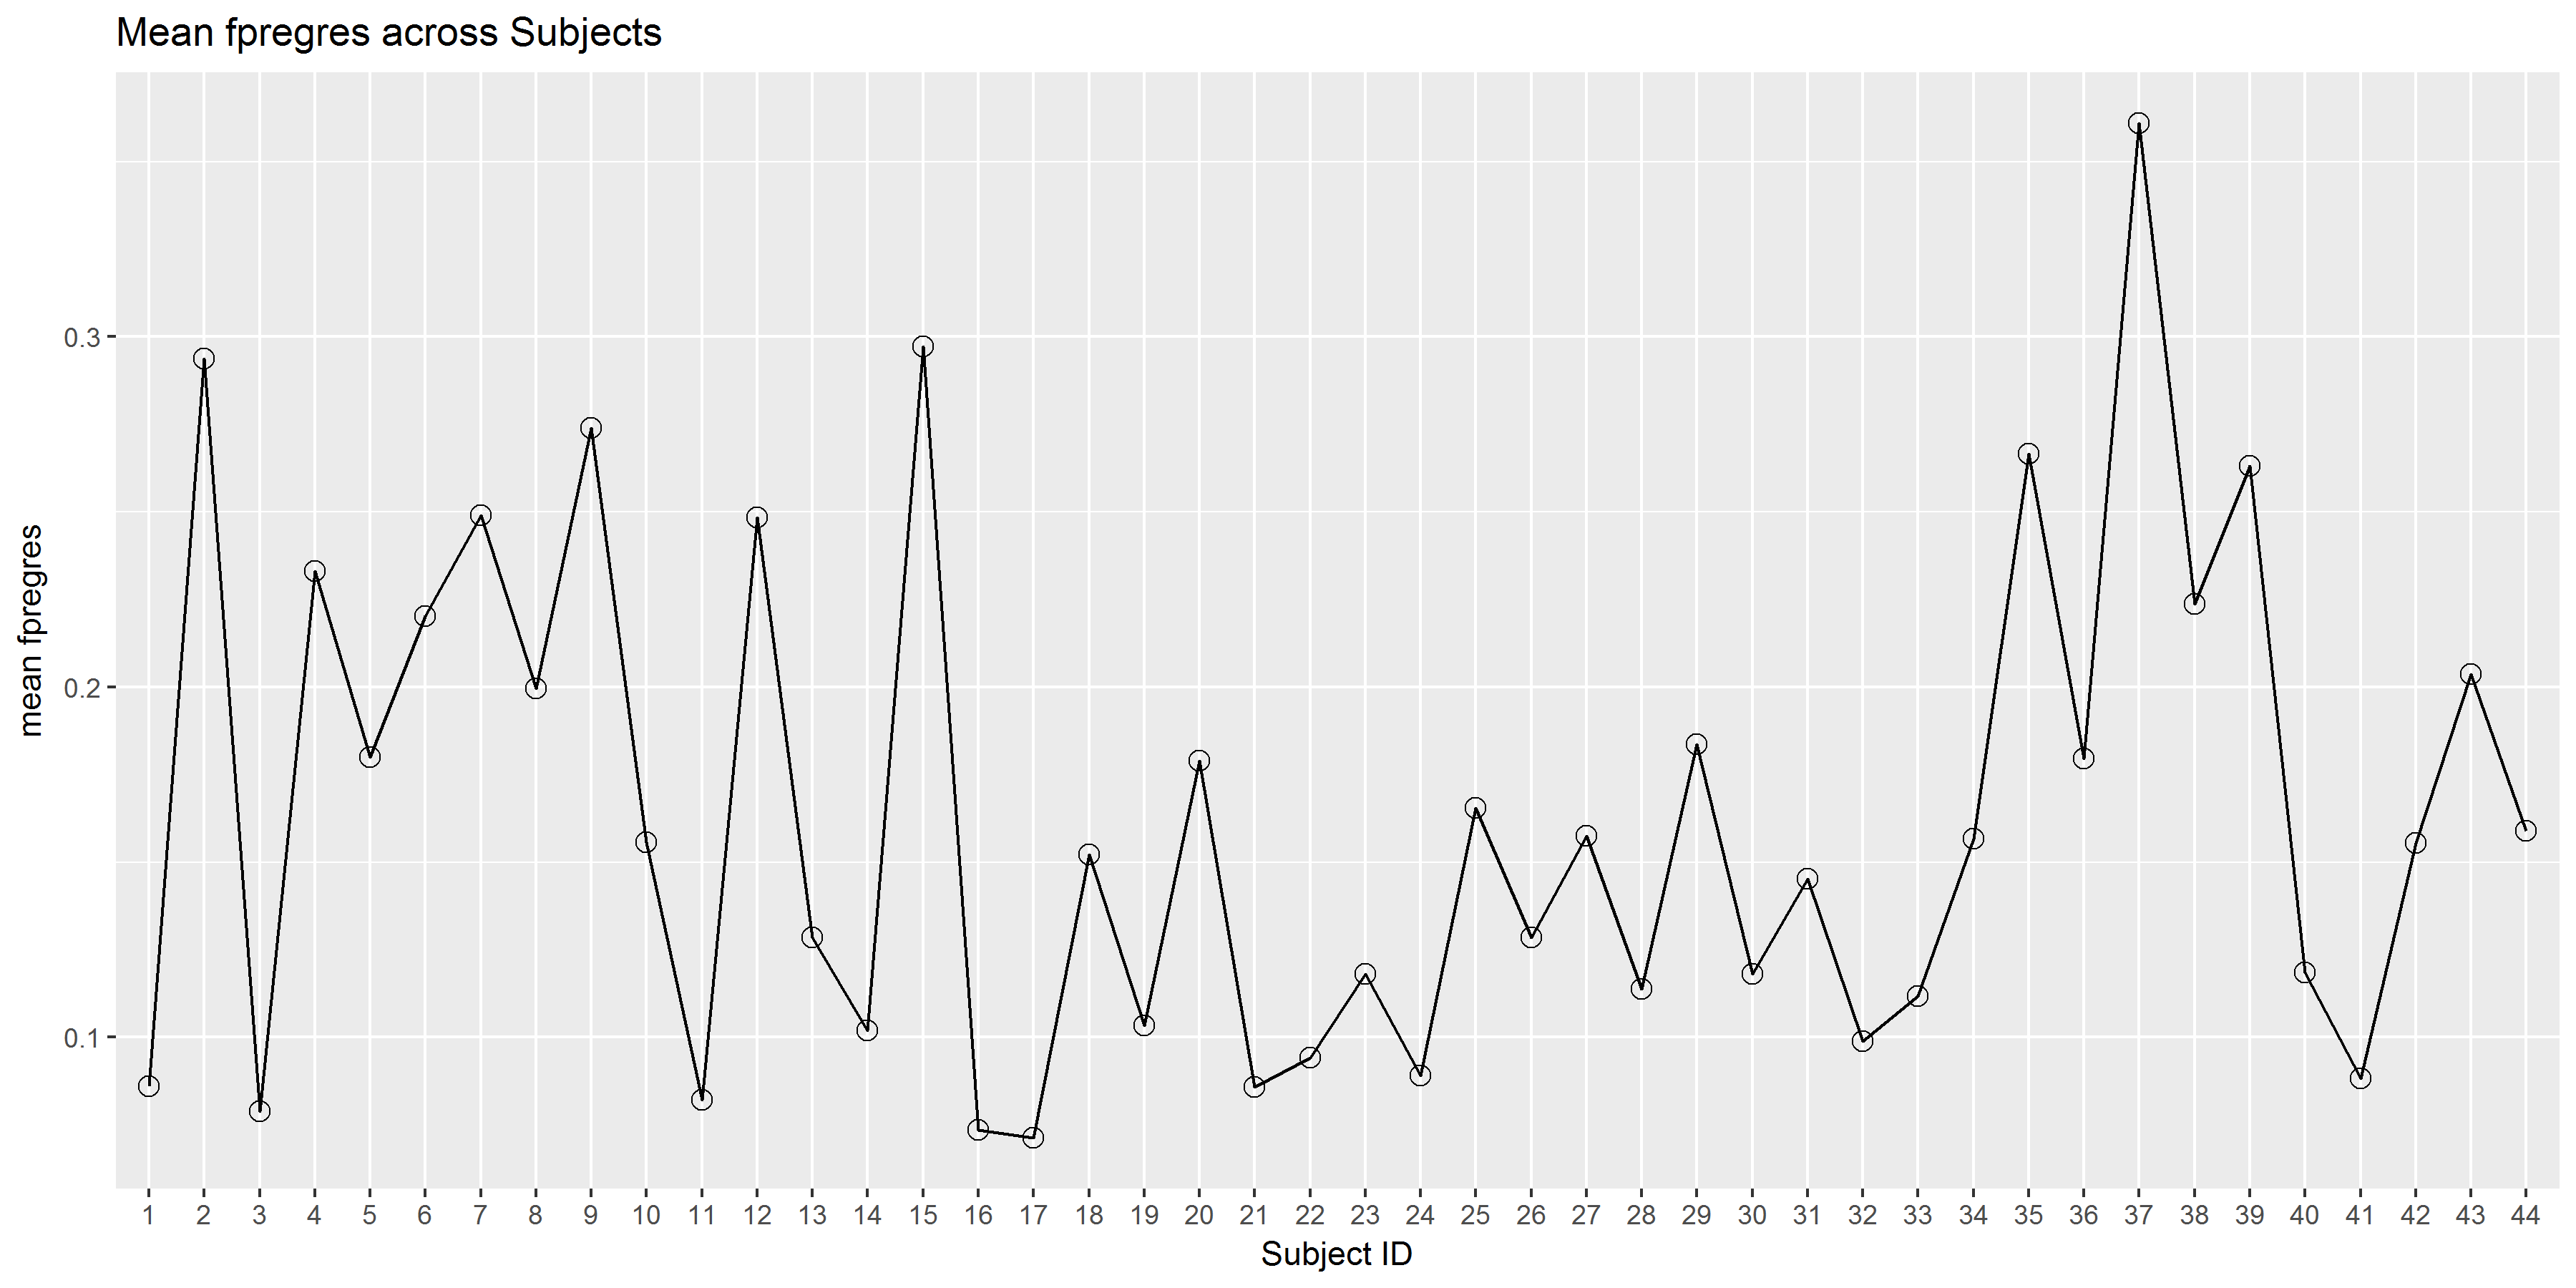 Mean fpregres across Subjects
mean fpregres
0.3
0.2
0.1
1 2 3 4 5 6 7 8 9 10 11 12 13 14 15 16 17 18 19 20 21 22 23 24 25 26 27 28 29 30 31 32 33 34 35 36 37 38 39 40 41 42 43 44
Subject ID